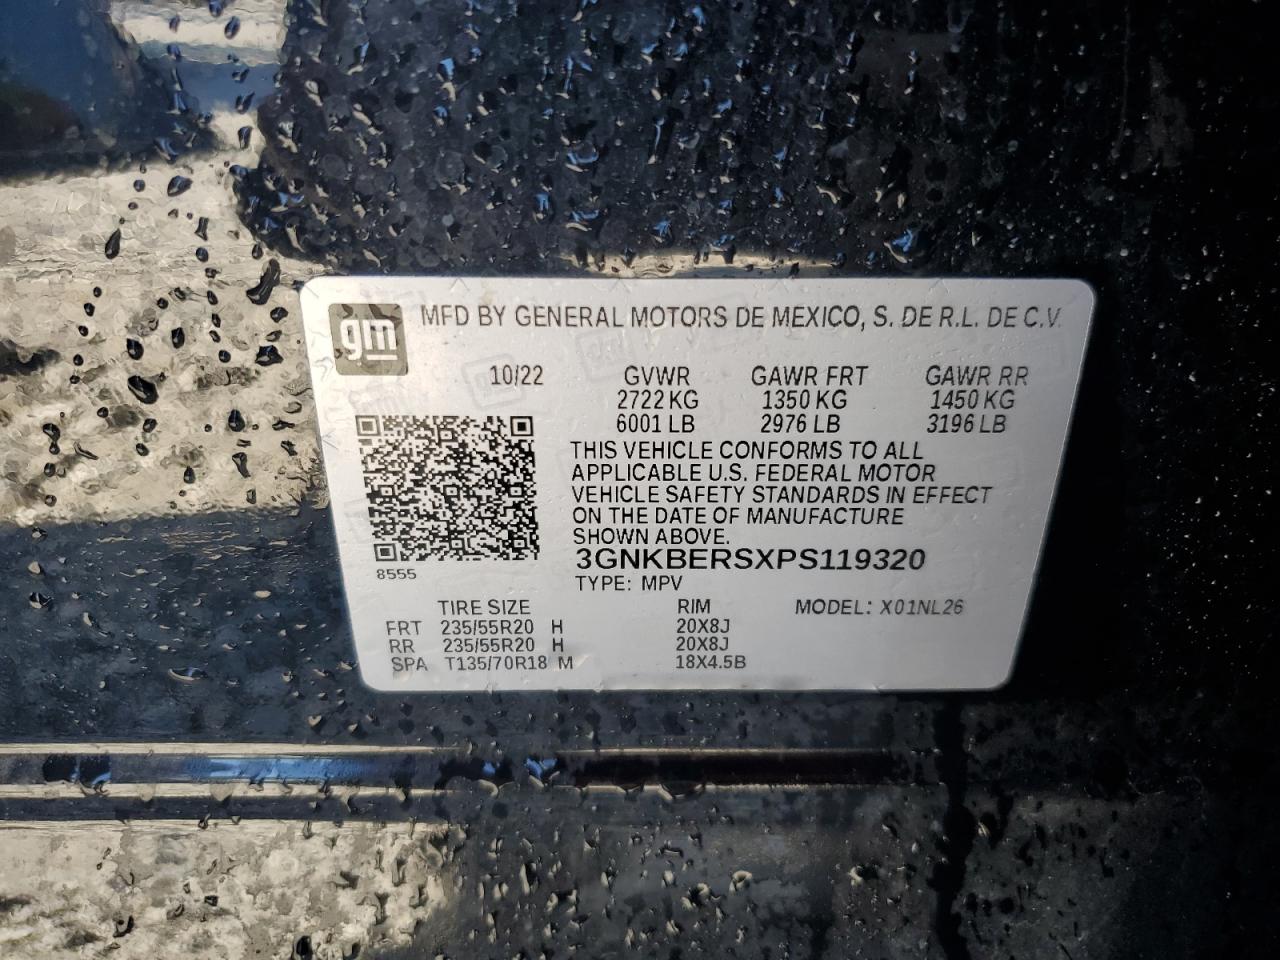 gm MFD BY GENERAL MOTORS DE MEXICO, S. DE R.L. DE C.V.
10/22 GVWR GAWR FRT GAWR RR
2722 KG 1350 KG 1450 KG
6001 LB 2976 LB 3196 LB
THIS VEHICLE CONFORMS TO ALL
APPLICABLE U.S. FEDERAL MOTOR
VEHICLE SAFETY STANDARDS IN EFFECT
ON THE DATE OF MANUFACTURE
SHOWN ABOVE.
3GNKBERSXPS119320
8555
TYPE: MPV
TIRE SIZE RIM MODEL: X01NL26
FRT 235/55R20 H 20X8J
RR 235/55R20 H 20X8J
SPA T135/70R18 M 18X4.5B